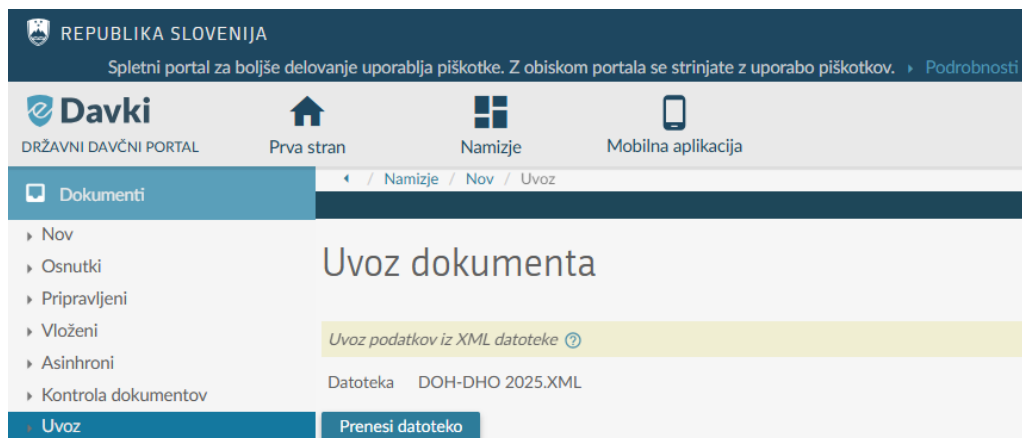 REPUBLIKA SLOVENIJA
Spletni portal za boljše delovanje uporablja piškotke. Z obiskom portala se strinjate z uporabo piškotkov. Podrobnosti
eDavki
DRŽAVNI DAVČNI PORTAL
Prva stran
Namizje
Mobilna aplikacija
/ Namizje / Nov / Uvoz
Dokumenti
Nov
Osnutki
Pripravljeni
Vloženi
Asinhroni
Kontrola dokumentov
Uvoz
Uvoz dokumenta
Uvoz podatkov iz XML datoteke ?
Datoteka DOH-DHO 2025.XML
Prenesi datoteko